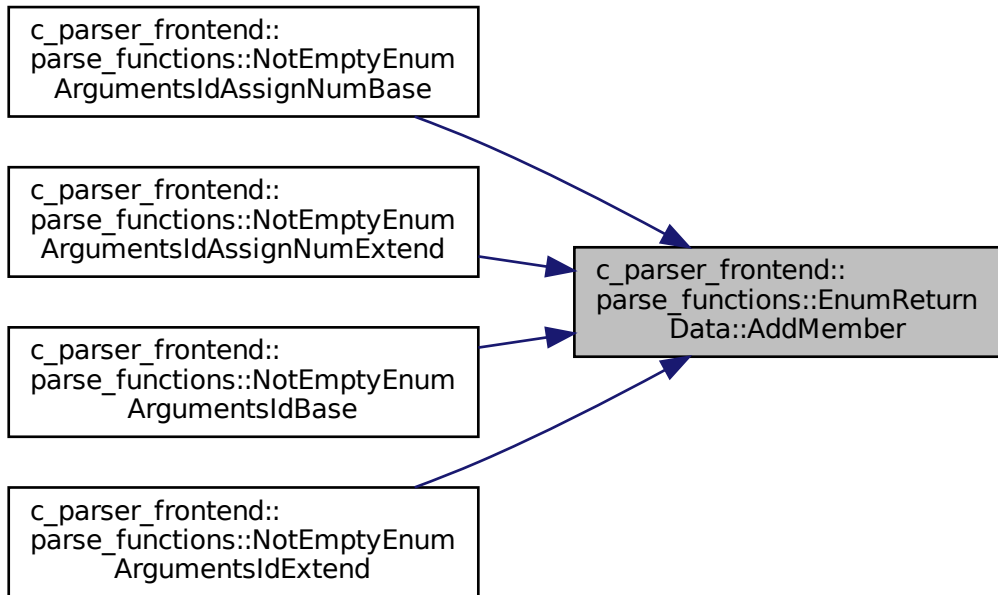 c_parser_frontend::
parse_functions::NotEmptyEnum
ArgumentsIdAssignNumBase
c_parser_frontend::
parse_functions::NotEmptyEnum
ArgumentsIdAssignNumExtend
c_parser_frontend::
parse_functions::NotEmptyEnum
ArgumentsIdBase
c_parser_frontend::
parse_functions::NotEmptyEnum
ArgumentsIdExtend
c_parser_frontend::
parse_functions::EnumReturn
Data::AddMember